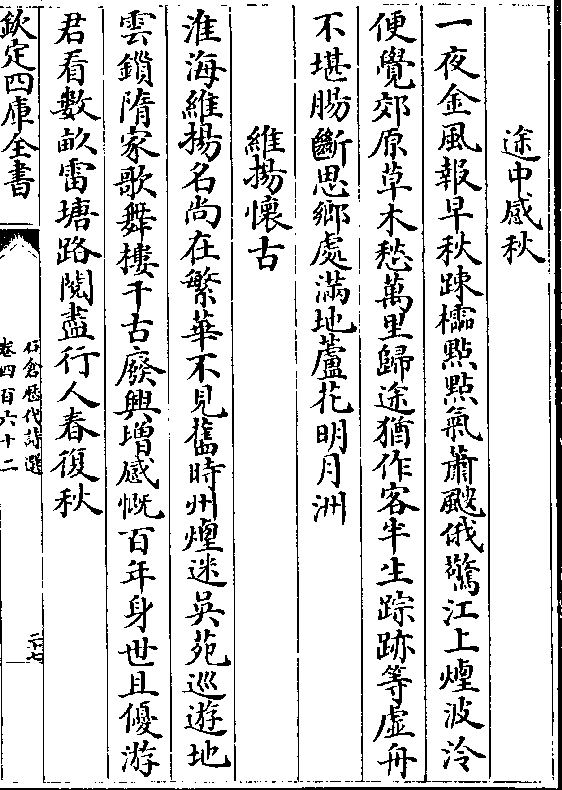 途中感秋
一夜金風報早秋踈櫺點點氣蕭颼俄驚江上煙波冷
便覺郊原草木愁萬里歸途猶作客半生踪跡等虛舟
不堪腸斷思鄉處滿地蘆花明月洲
維揚懷古
淮海維揚名尚在繁華不見舊時州煙迷吳苑巡遊地
雲鎖隋家歌舞樓千古廢興增感慨百年身世且優游
君看數畝雷塘路閱盡行人春復秋
欽定四庫全書
石倉歴代詩選
卷四百六十二
二十七